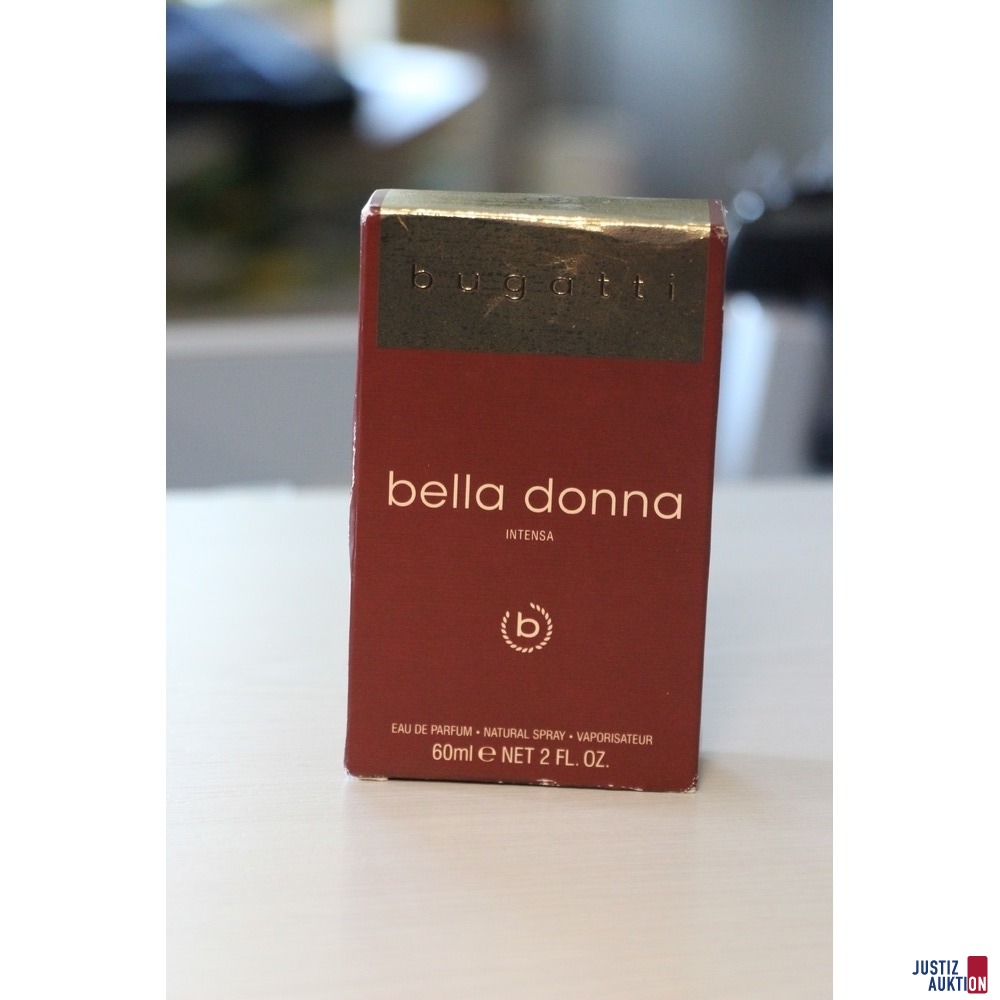 bugatti
bella donna
INTENSA
b
EAU DE PARFUM • NATURAL SPRAY • VAPORISATEUR
60ml ℮ NET 2 FL. OZ.
JUSTIZ
AUKTION